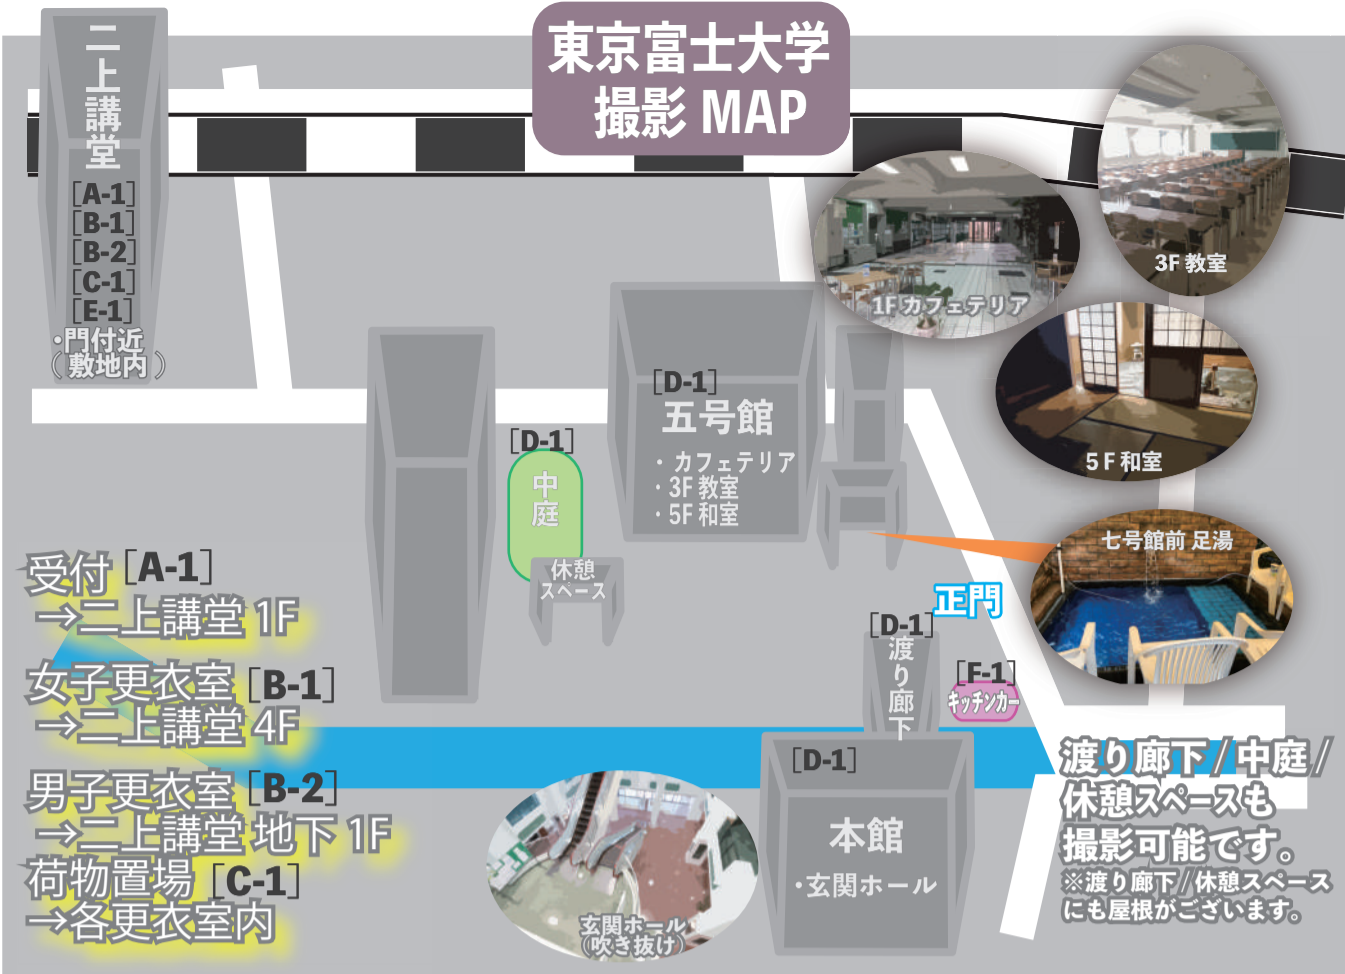 東京富士大学
撮影 MAP
二上講堂
[A-1]
[B-1]
[B-2]
[C-1]
[E-1]
・門付近
(敷地内)
3F 教室
1F カフェテリア
5F 和室
七号館前 足湯
[D-1]
五号館
・カフェテリア
・3F 教室
・5F 和室
[D-1]
中庭
休憩
スペース
正門
[D-1]
渡り廊下
[F-1]
キッチンカー
[D-1]
本館
・玄関ホール
玄関ホール
(吹き抜け)
受付 [A-1]
→二上講堂 1F
女子更衣室 [B-1]
→二上講堂 4F
男子更衣室 [B-2]
→二上講堂 地下 1F
荷物置場 [C-1]
→各更衣室内
渡り廊下/中庭/
休憩スペースも
撮影可能です。
※渡り廊下/休憩スペース
にも屋根がございます。